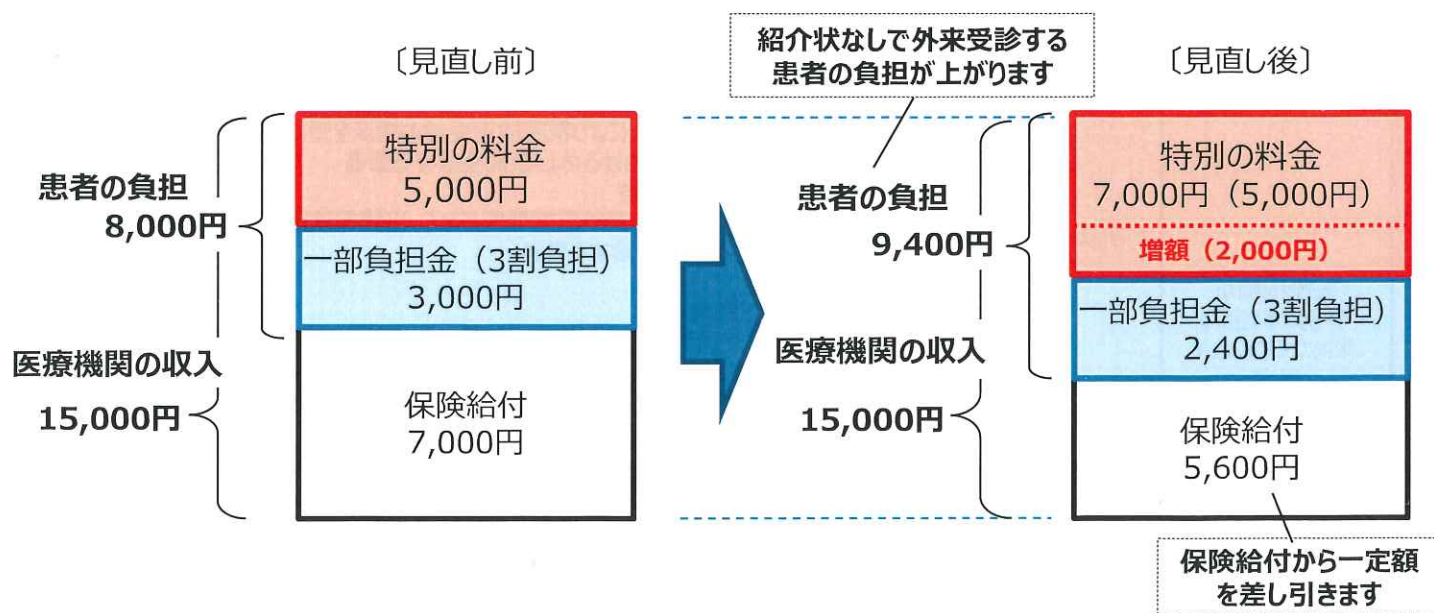 〔見直し前〕
患者の負担
8,000円
医療機関の収入
15,000円
特別の料金
5,000円
一部負担金（3割負担）
3,000円
保険給付
7,000円
紹介状なしで外来受診する
患者の負担が上がります
〔見直し後〕
患者の負担
9,400円
医療機関の収入
15,000円
特別の料金
7,000円（5,000円）
増額（2,000円）
一部負担金（3割負担）
2,400円
保険給付
5,600円
保険給付から一定額
を差し引きます